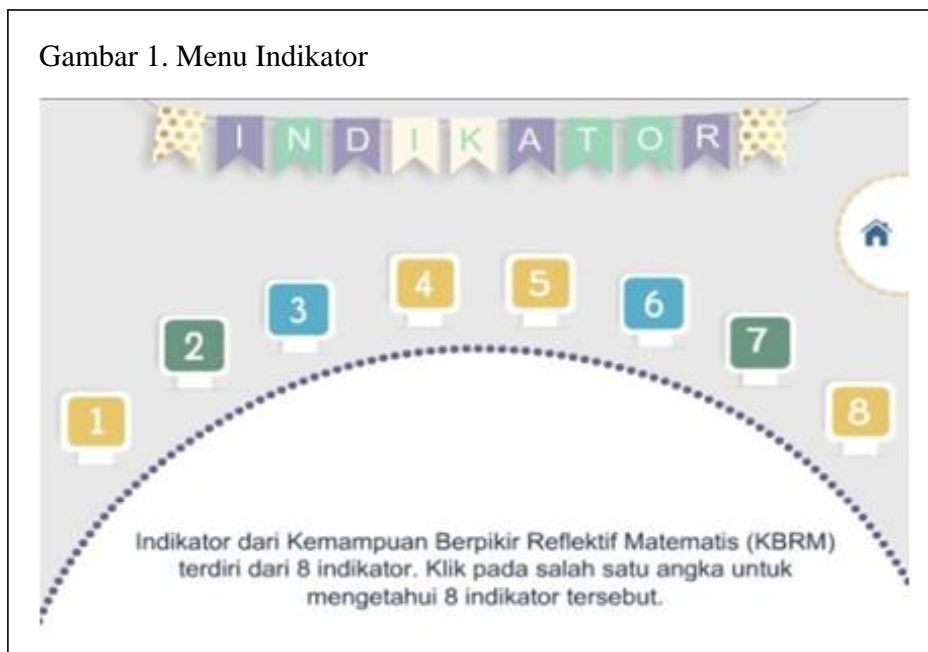 Gambar 1. Menu Indikator
INDIKATOR
1
2
3
4
5
6
7
8
Indikator dari Kemampuan Berpikir Reflektif Matematis (KBRM)
terdiri dari 8 indikator. Klik pada salah satu angka untuk
mengetahui 8 indikator tersebut.